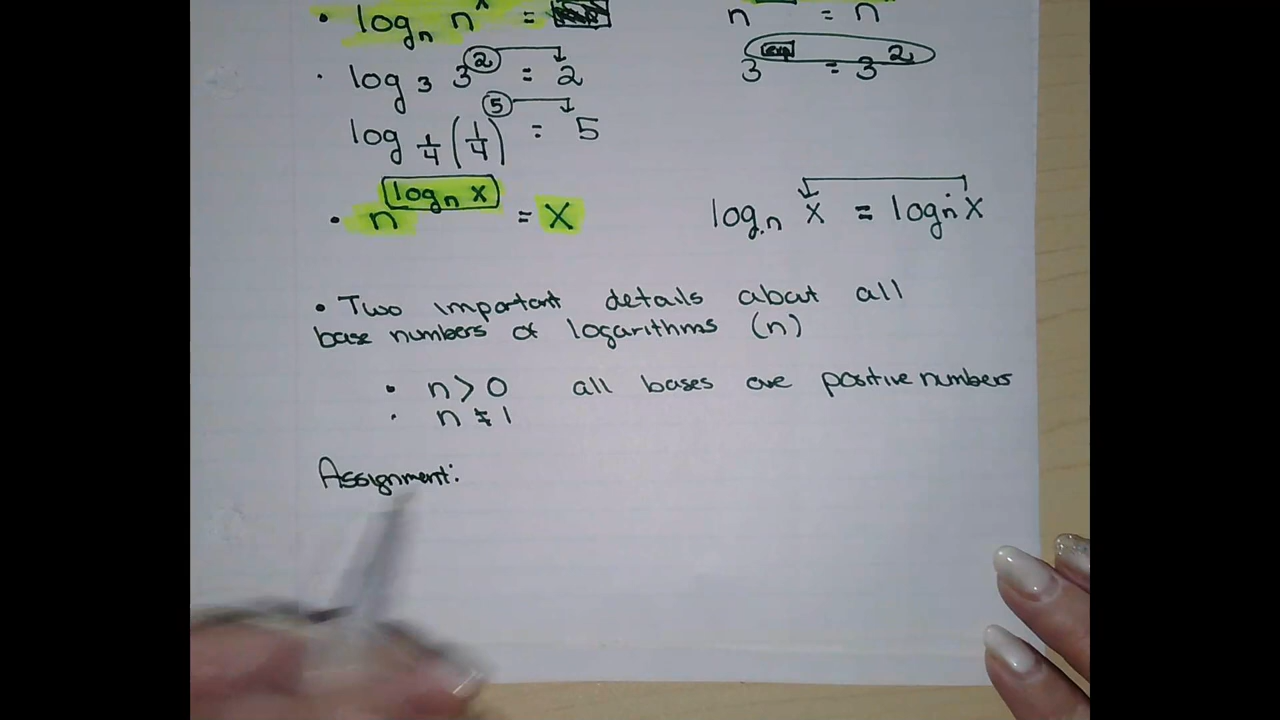 • logₙ nˣ = 
n = n
• log₃ 3² = 2
3 = 3²
log_{1/4} (1/4)⁵ = 5
• n^{logₙ x} = x
logₙ x = logₙ x
• Two important details about all
base numbers of logarithms (n)
• n > 0 all bases are positive numbers
• n ≠ 1
Assignment: